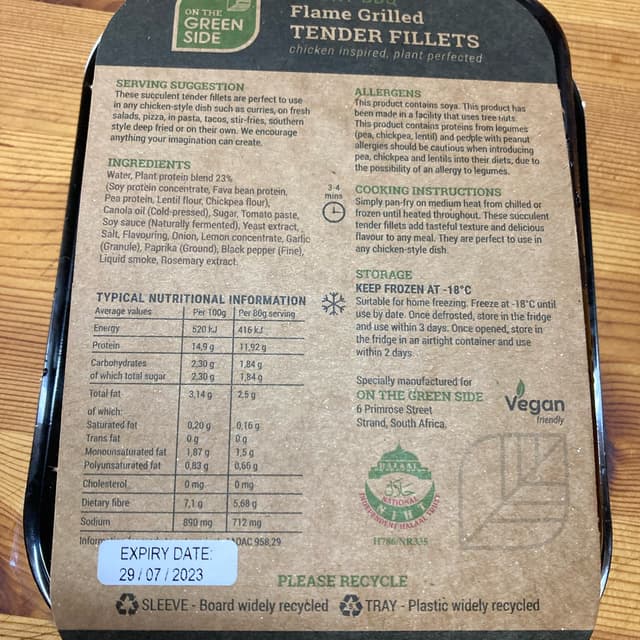 ON THE
GREEN
SIDE
BBQ
Flame Grilled
TENDER FILLETS
chicken inspired, plant perfected
SERVING SUGGESTION
These succulent tender fillets are perfect to use
in any chicken-style dish such as curries, on fresh
salads, pizza, in pasta, tacos, stir-fries, southern
style deep fried or on their own. We encourage
anything your imagination can create.
INGREDIENTS
Water, Plant protein blend 23%
(Soy protein concentrate, Fava bean protein,
Pea protein, Lentil flour, Chickpea flour),
Canola oil (Cold-pressed), Sugar, Tomato paste,
Soy sauce (Naturally fermented), Yeast extract,
Salt, Flavouring, Onion, Lemon concentrate, Garlic
(Granule), Paprika (Ground), Black pepper (Fine),
Liquid smoke, Rosemary extract.
TYPICAL NUTRITIONAL INFORMATION
Average values Per 100g Per 80g serving
Energy 520 kJ 416 kJ
Protein 14,9 g 11,92 g
Carbohydrates 2,30 g 1,84 g
of which total sugar 2,30 g 1,84 g
Total fat 3,14 g 2,5 g
of which:
Saturated fat 0,20 g 0,16 g
Trans fat 0 g 0 g
Monounsaturated fat 1,87 g 1,5 g
Polyunsaturated fat 0,83 g 0,66 g
Cholesterol 0 mg 0 mg
Dietary fibre 7,1 g 5,68 g
Sodium 890 mg 712 mg
AOAC 958,29
EXPIRY DATE:
29 / 07 / 2023
ALLERGENS
This product contains soya. This product has
been made in a facility that uses tree nuts.
This product contains proteins from legumes
(pea, chickpea, lentil) and people with peanut
allergies should be cautious when introducing
pea, chickpea and lentils into their diets, due to
the possibility of an allergy to legumes.
3-4
mins
COOKING INSTRUCTIONS
Simply pan-fry on medium heat from chilled or
frozen until heated throughout. These succulent
tender fillets add tasteful texture and delicious
flavour to any meal. They are perfect to use in
any chicken-style dish.
STORAGE
KEEP FROZEN AT -18°C
Suitable for home freezing. Freeze at -18°C until
use by date. Once defrosted, store in the fridge
and use within 3 days. Once opened, store in
the fridge in an airtight container and use
within 2 days.
Specially manufactured for
ON THE GREEN SIDE
6 Primrose Street
Strand, South Africa.
Vegan
friendly
HALAAL
حلال
NATIONAL
N I H T
INDEPENDENT HALAAL TRUST
H786/NR335
PLEASE RECYCLE
SLEEVE - Board widely recycled TRAY - Plastic widely recycled